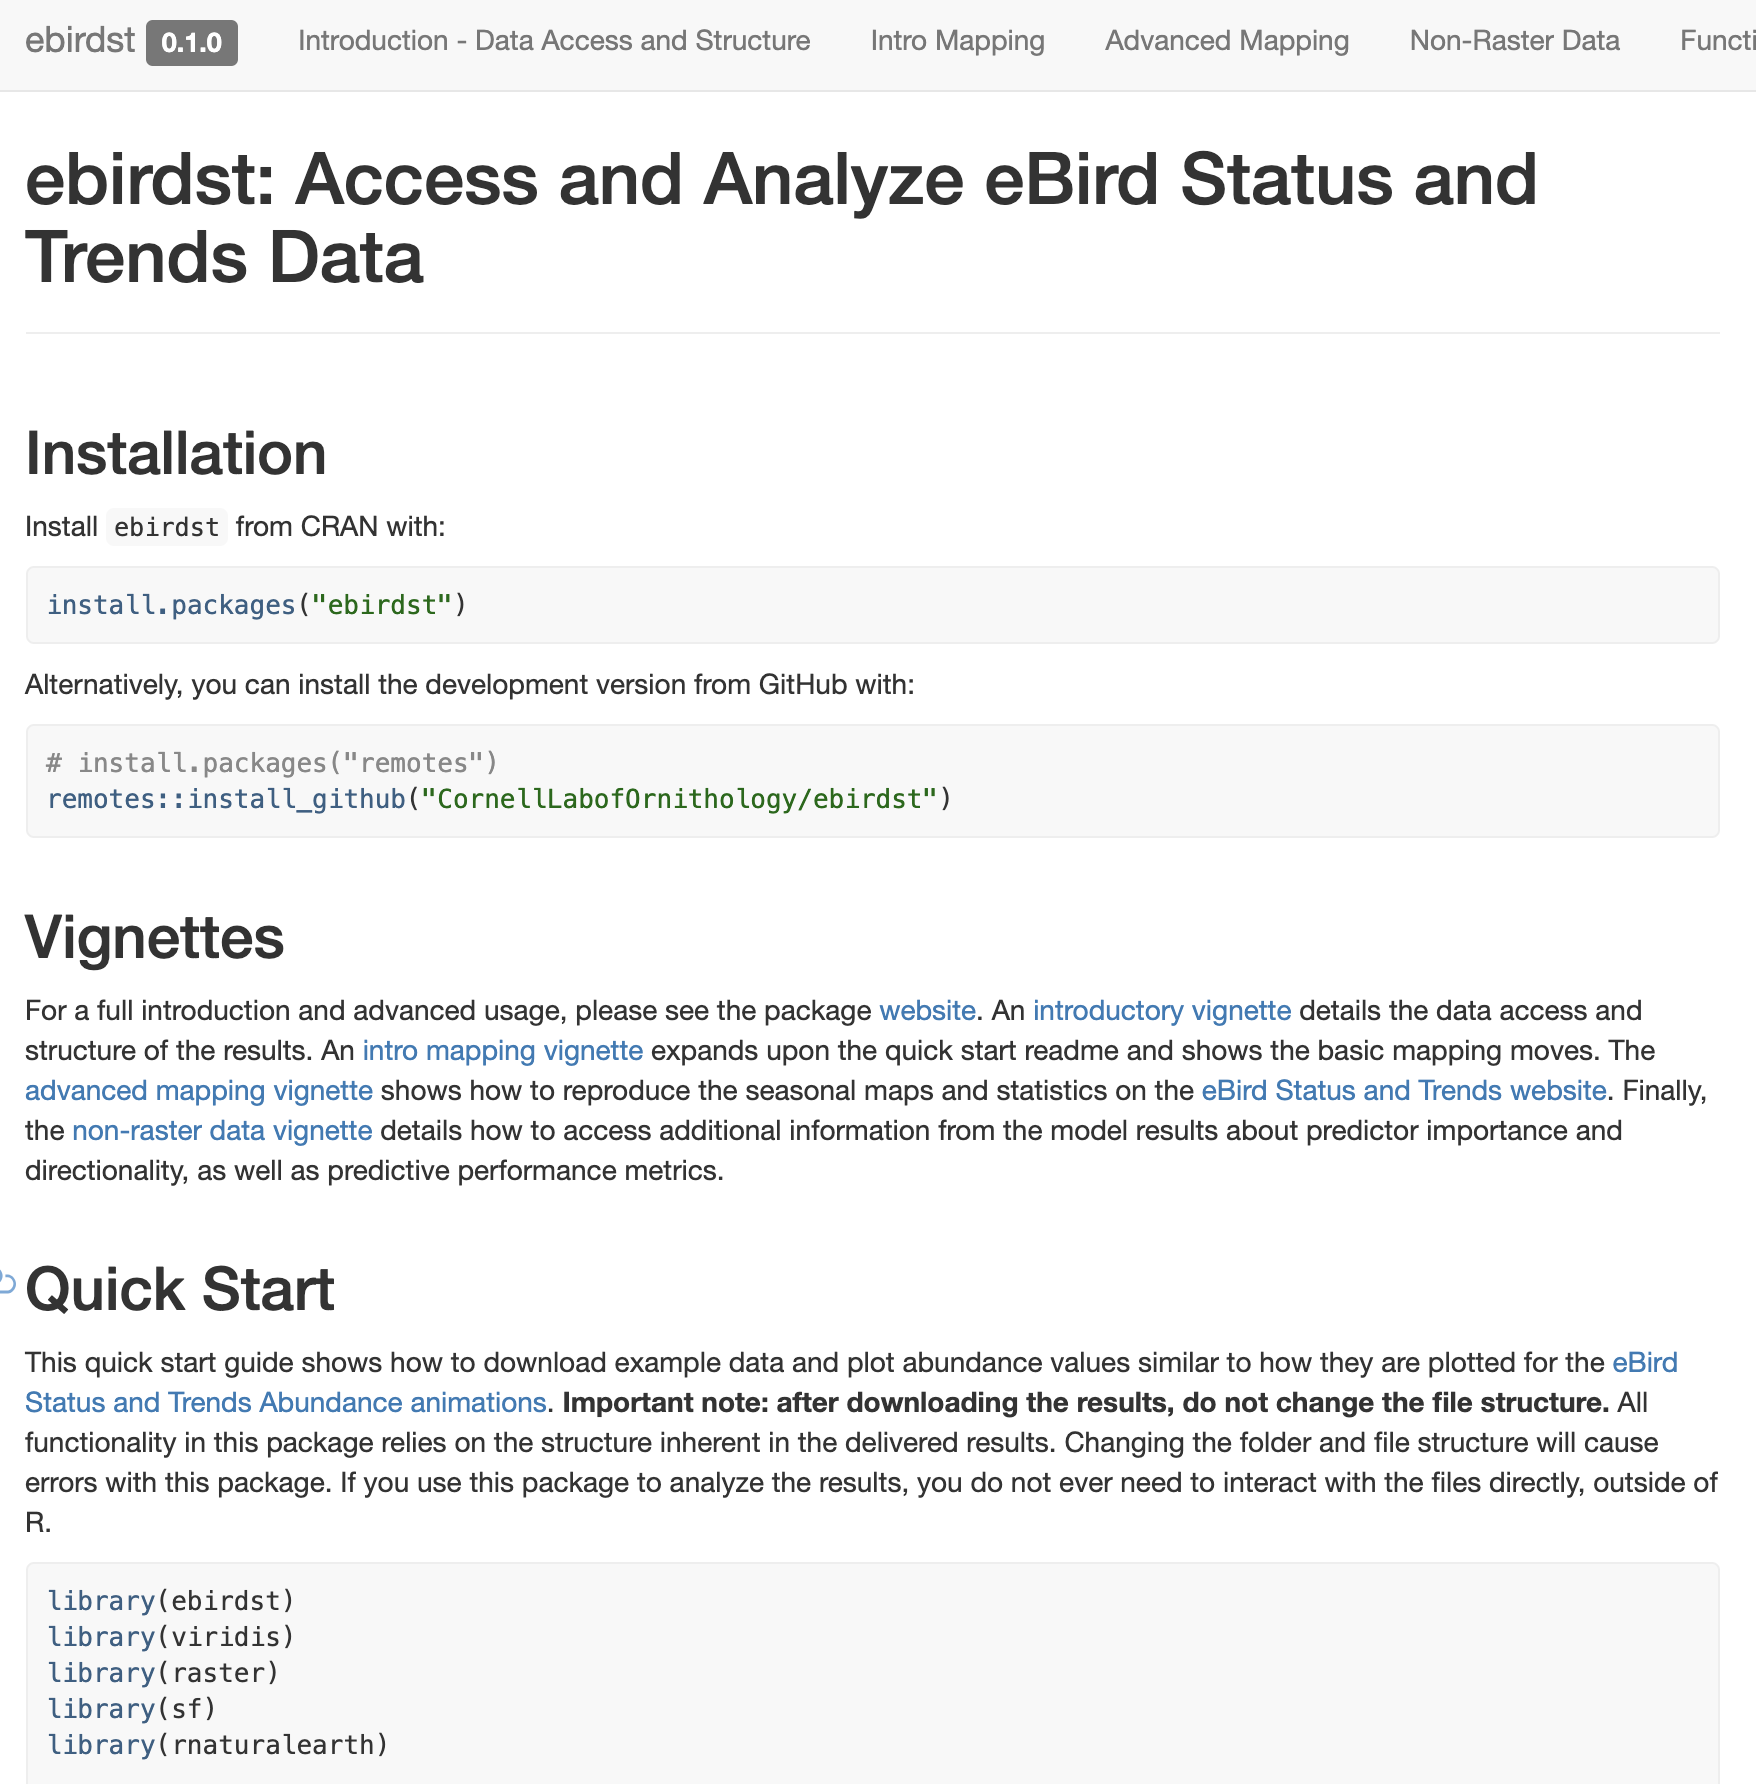 ebirdst 0.1.0 Introduction - Data Access and Structure Intro Mapping Advanced Mapping Non-Raster Data Functi
ebirdst: Access and Analyze eBird Status and
Trends Data
Installation
Install ebirdst from CRAN with:
install.packages("ebirdst")
Alternatively, you can install the development version from GitHub with:
# install.packages("remotes")
remotes::install_github("CornellLabofOrnithology/ebirdst")
Vignettes
For a full introduction and advanced usage, please see the package website. An introductory vignette details the data access and
structure of the results. An intro mapping vignette expands upon the quick start readme and shows the basic mapping moves. The
advanced mapping vignette shows how to reproduce the seasonal maps and statistics on the eBird Status and Trends website. Finally,
the non-raster data vignette details how to access additional information from the model results about predictor importance and
directionality, as well as predictive performance metrics.
Quick Start
This quick start guide shows how to download example data and plot abundance values similar to how they are plotted for the eBird
Status and Trends Abundance animations. Important note: after downloading the results, do not change the file structure. All
functionality in this package relies on the structure inherent in the delivered results. Changing the folder and file structure will cause
errors with this package. If you use this package to analyze the results, you do not ever need to interact with the files directly, outside of
R.
library(ebirdst)
library(viridis)
library(raster)
library(sf)
library(rnaturalearth)